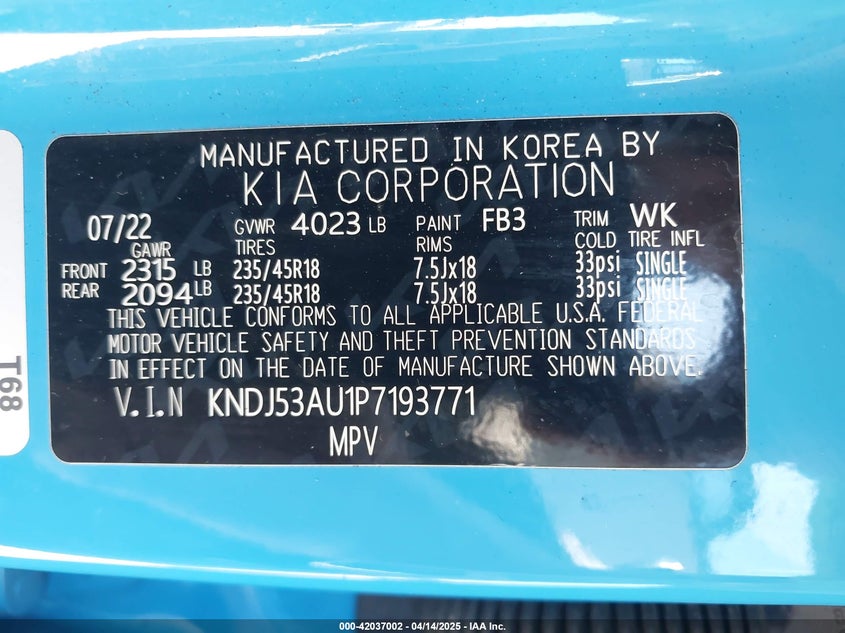 MANUFACTURED IN KOREA BY
KIA CORPORATION
07/22 GVWR 4023 LB PAINT FB3 TRIM WK
GAWR TIRES RIMS COLD TIRE INFL
FRONT 2315 LB 235/45R18 7.5Jx18 33psi SINGLE
REAR 2094 LB 235/45R18 7.5Jx18 33psi SINGLE
THIS VEHICLE CONFORMS TO ALL APPLICABLE U.S.A. FEDERAL
MOTOR VEHICLE SAFETY AND THEFT PREVENTION STANDARDS
IN EFFECT ON THE DATE OF MANUFACTURE SHOWN ABOVE.
V.I.N KNDJ53AU1P7193771
MPV
T68
000-42037002 - 04/14/2025 - IAA Inc.